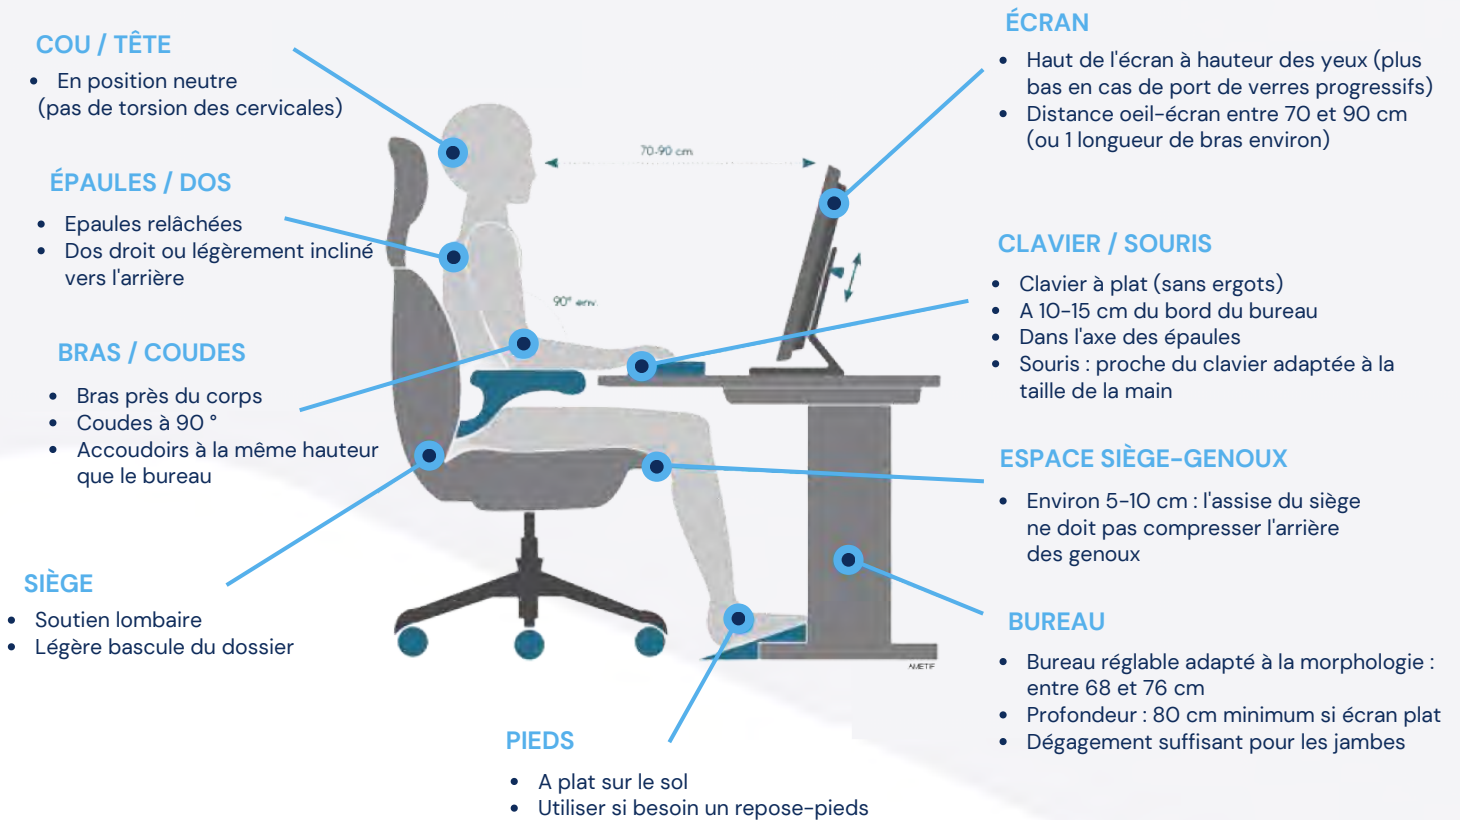 COU / TÊTE
• En position neutre
(pas de torsion des cervicales)
ÉPAULES / DOS
• Epaules relâchées
• Dos droit ou légèrement incliné
vers l'arrière
BRAS / COUDES
• Bras près du corps
• Coudes à 90 °
• Accoudoirs à la même hauteur
que le bureau
SIÈGE
• Soutien lombaire
• Légère bascule du dossier
70-90 cm
90° env.
PIEDS
• A plat sur le sol
• Utiliser si besoin un repose-pieds
ÉCRAN
• Haut de l'écran à hauteur des yeux (plus
bas en cas de port de verres progressifs)
• Distance oeil-écran entre 70 et 90 cm
(ou 1 longueur de bras environ)
CLAVIER / SOURIS
• Clavier à plat (sans ergots)
• A 10-15 cm du bord du bureau
• Dans l'axe des épaules
• Souris : proche du clavier adaptée à la
taille de la main
ESPACE SIÈGE-GENOUX
• Environ 5-10 cm : l'assise du siège
ne doit pas compresser l'arrière
des genoux
BUREAU
• Bureau réglable adapté à la morphologie :
entre 68 et 76 cm
• Profondeur : 80 cm minimum si écran plat
• Dégagement suffisant pour les jambes
AMETIF